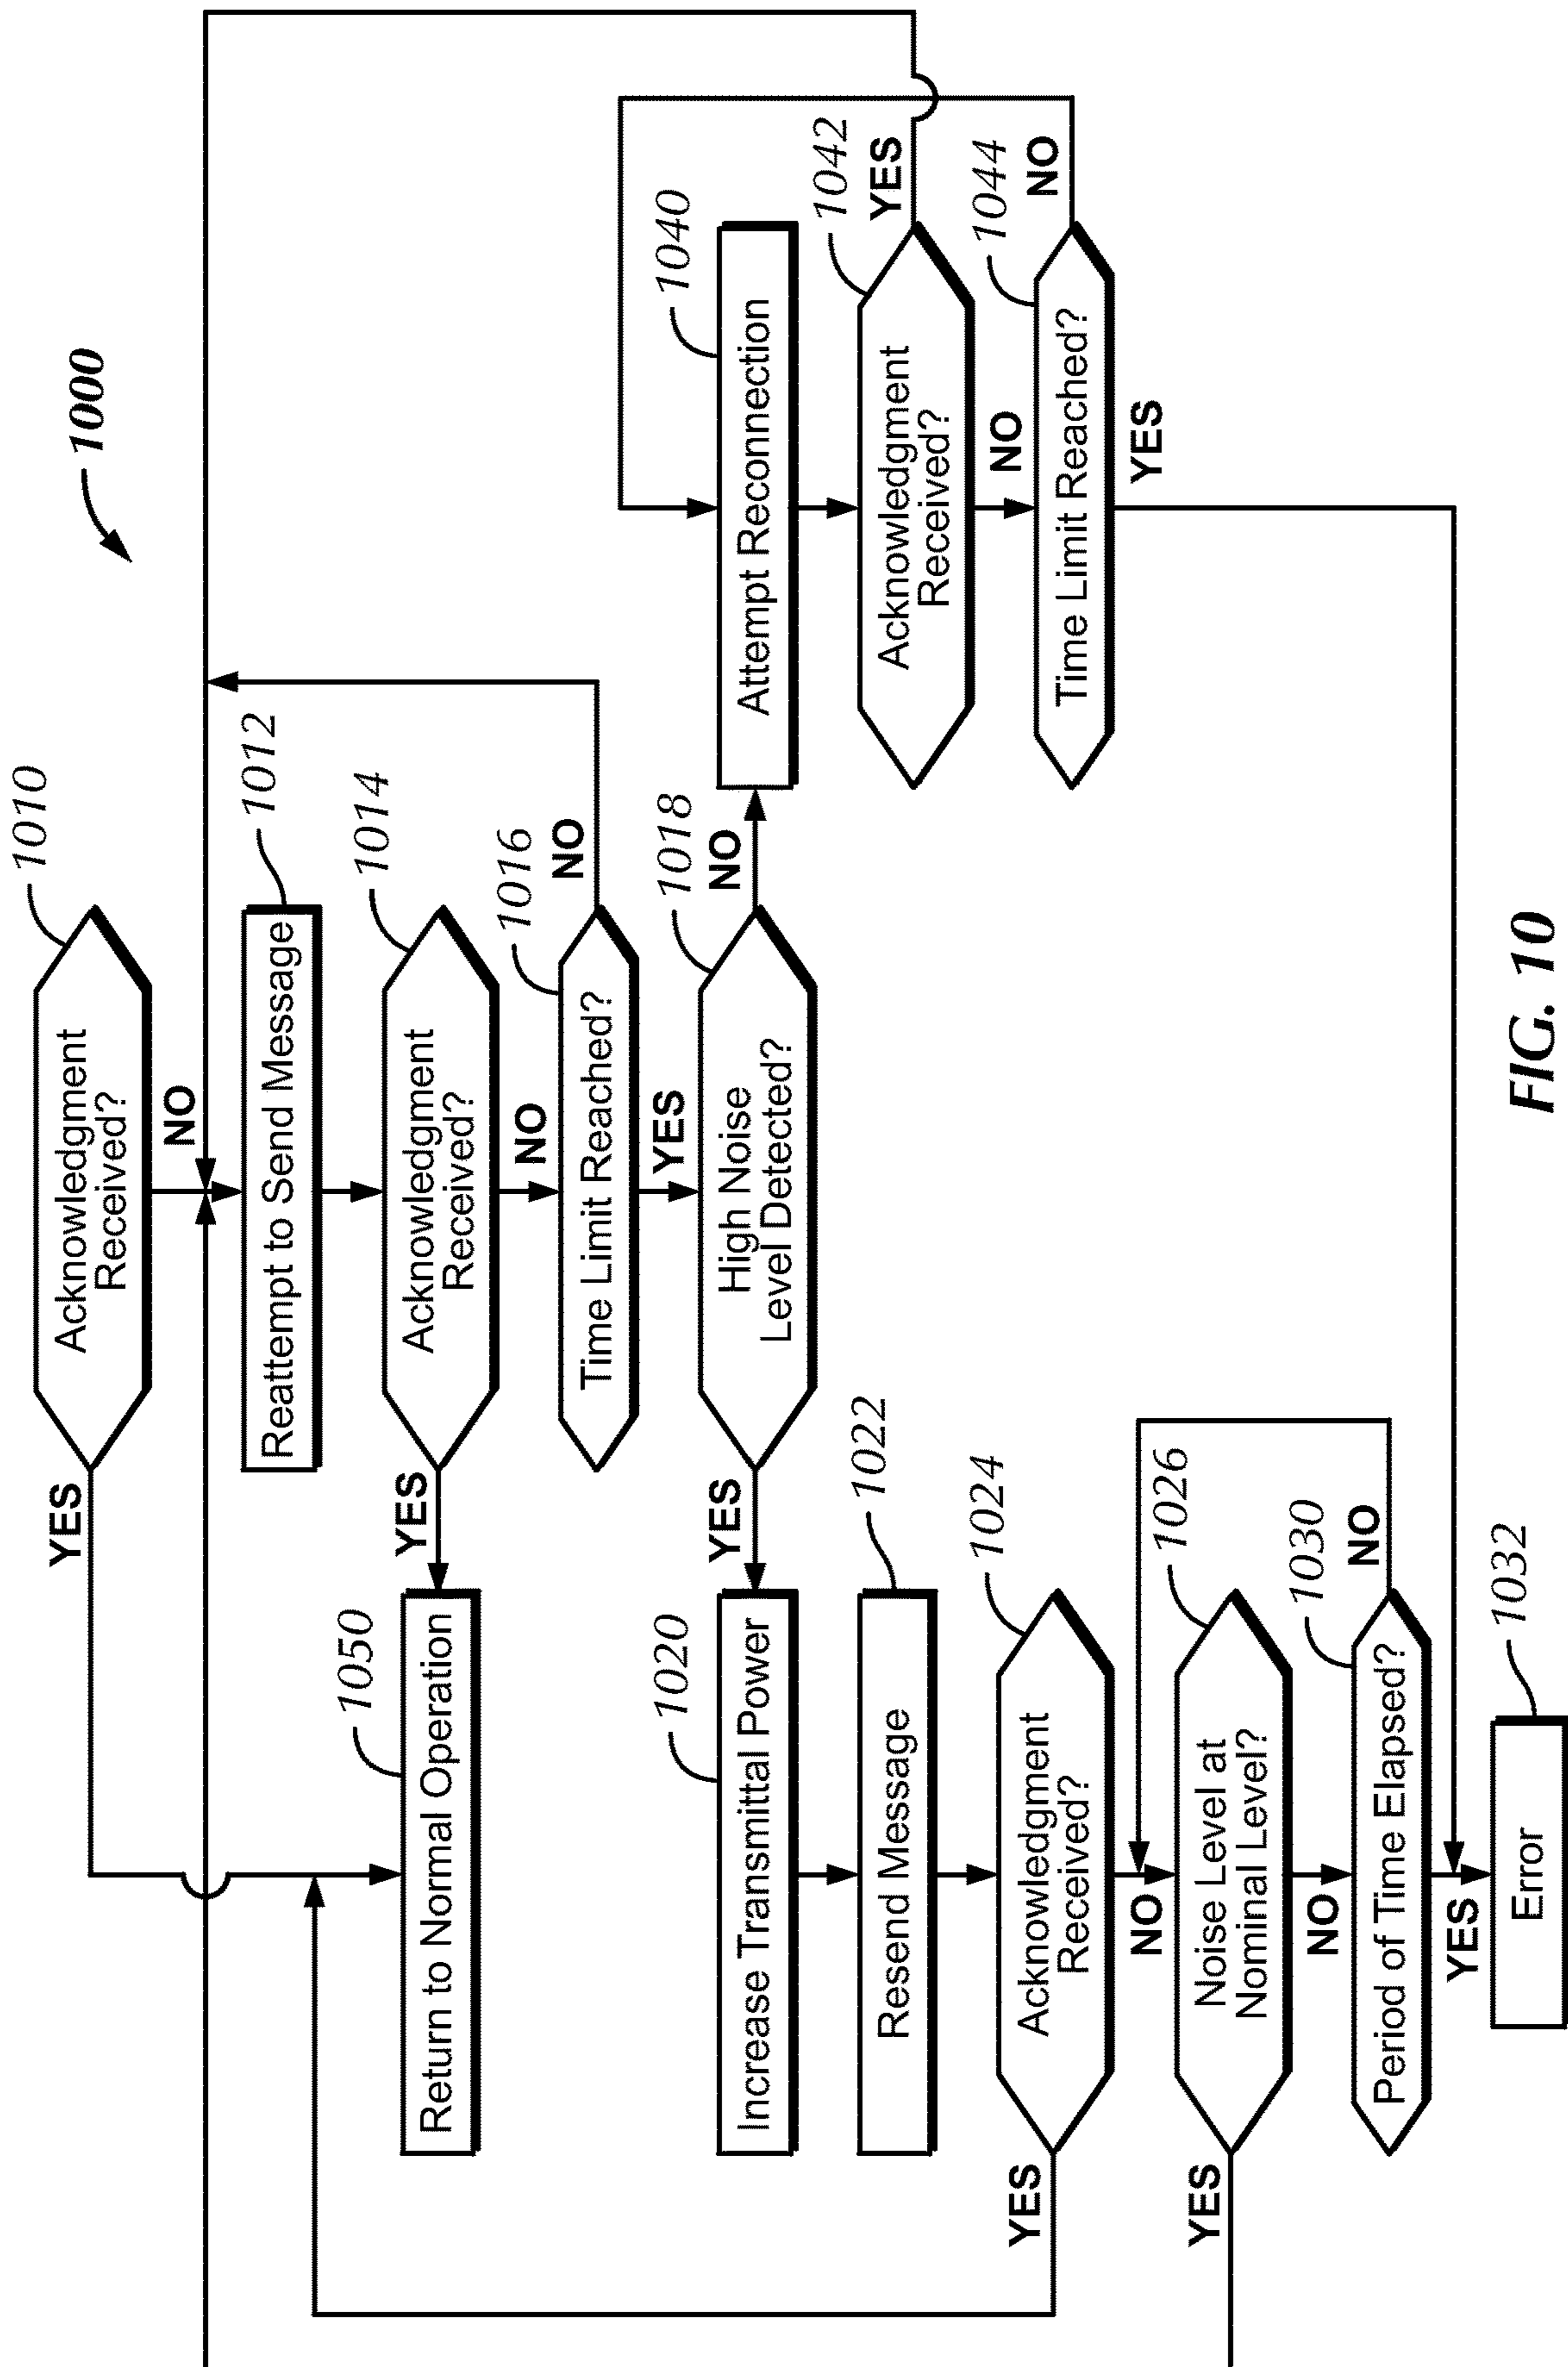 1000
1010
Acknowledgment
Received?
YES
NO
1012
Reattempt to Send Message
1050
Return to Normal Operation
YES
1014
Acknowledgment
Received?
NO
1016
Time Limit Reached?
NO
YES
1018
High Noise
Level Detected?
YES
NO
1020
Increase Transmittal Power
1040
Attempt Reconnection
1022
Resend Message
1042
Acknowledgment
Received?
YES
NO
1024
Acknowledgment
Received?
YES
NO
1044
Time Limit Reached?
NO
YES
1026
Noise Level at
Nominal Level?
YES
NO
1030
Period of Time Elapsed?
NO
YES
1032
Error
FIG. 10